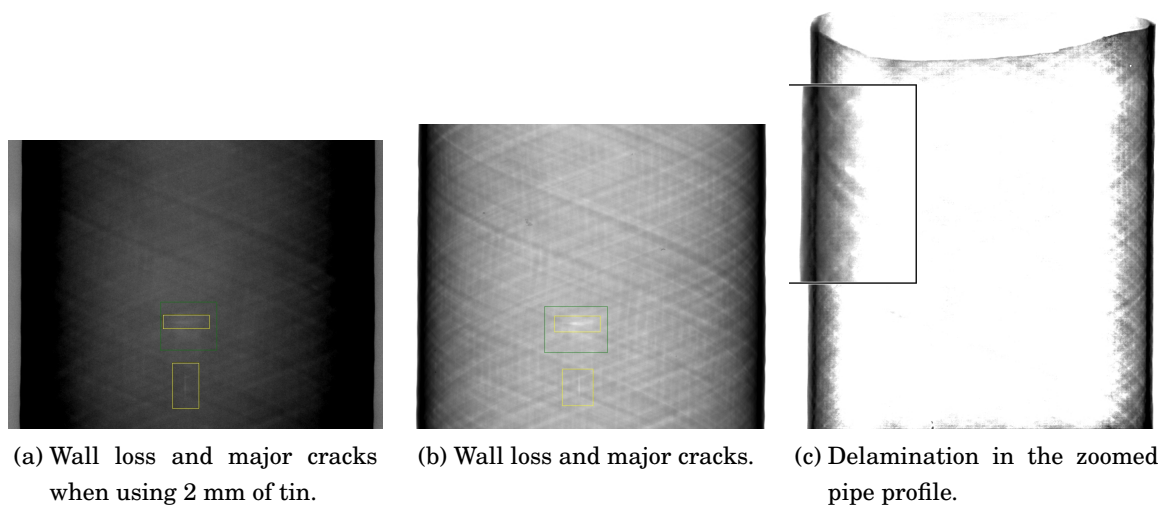 (a) Wall loss and major cracks
when using 2 mm of tin.
(b) Wall loss and major cracks.
(c) Delamination in the zoomed
pipe profile.